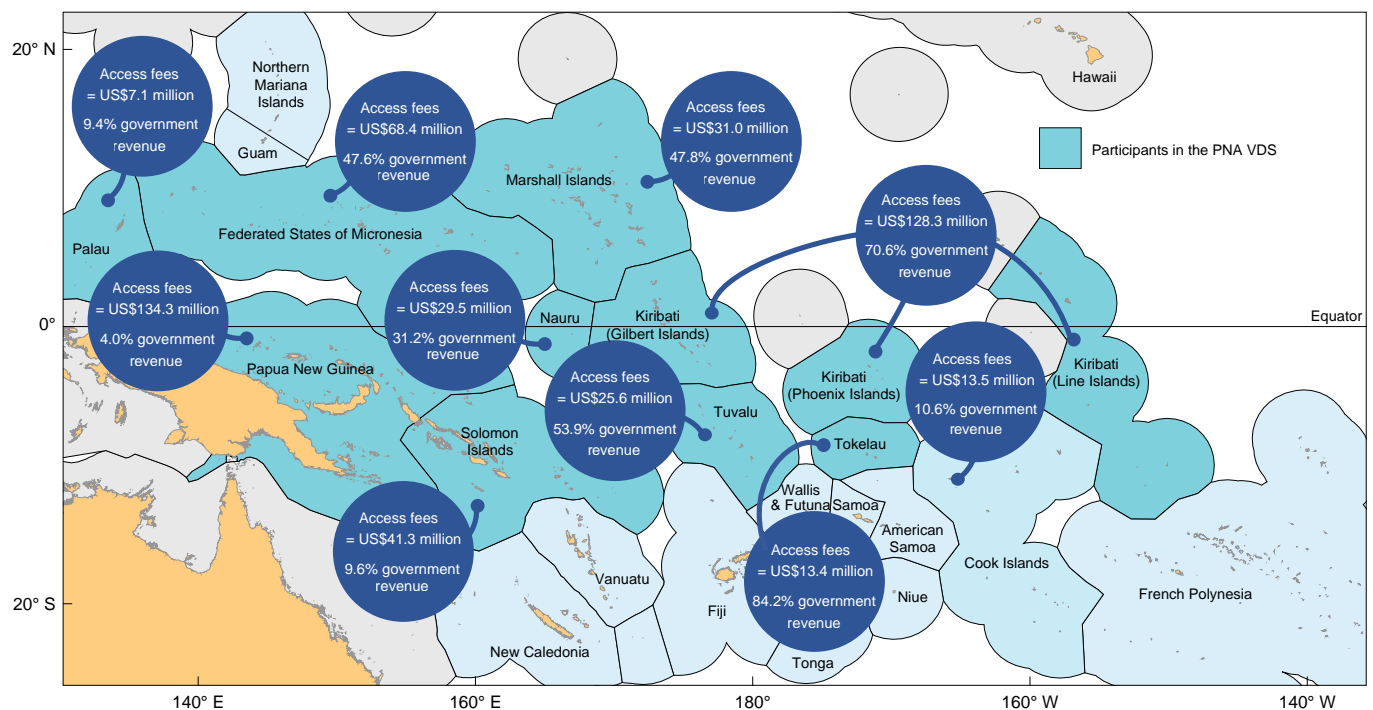 20° N
Access fees
= US$7.1 million
9.4% government
revenue
Northern
Mariana
Islands
Guam
Access fees
= US$68.4 million
47.6% government
revenue
Marshall Islands
Access fees
= US$31.0 million
47.8% government
revenue
Hawaii
Participants in the PNA VDS
Access fees
= US$128.3 million
70.6% government
revenue
Palau
Federated States of Micronesia
Access fees
= US$134.3 million
4.0% government
revenue
Access fees
= US$29.5 million
31.2% government
revenue
Nauru
Kiribati
(Gilbert Islands)
0°
Equator
Papua New Guinea
Access fees
= US$25.6 million
53.9% government
revenue
Tuvalu
Kiribati
(Phoenix Islands)
Access fees
= US$13.5 million
10.6% government
revenue
Kiribati
(Line Islands)
Solomon
Islands
Tokelau
Access fees
= US$41.3 million
9.6% government
revenue
Wallis
& Futuna
Samoa
American
Samoa
Access fees
= US$13.4 million
84.2% government
revenue
Vanuatu
Fiji
Niue
Cook Islands
French Polynesia
20° S
New Caledonia
Tonga
140° E
160° E
180°
160° W
140° W